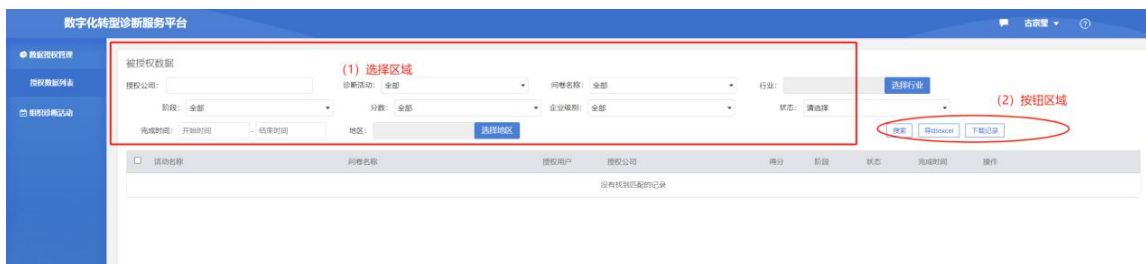 数字化转型诊断服务平台
古宗莹
数据授权管理
授权数据列表
组织诊断活动
被授权数据
(1) 选择区域
授权公司: 诊断活动: 全部 问卷名称: 全部 行业: 选择行业
(2) 按钮区域
阶段: 全部 分数: 全部 企业级别: 全部 状态: 请选择
完成时间: 开始时间 - 结束时间 地区: 选择地区 搜索 导出excel 下载记录
活动名称 问卷名称 授权用户 授权公司 得分 阶段 状态 完成时间 操作
没有找到匹配的记录